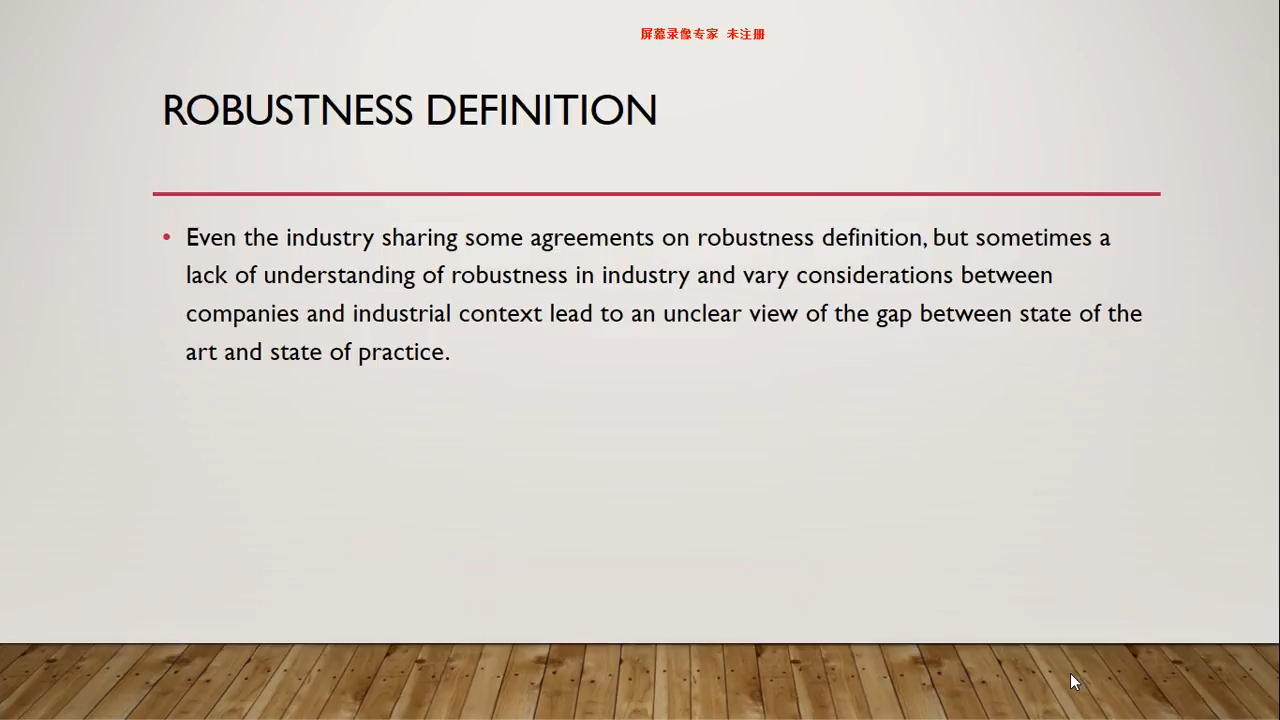 屏幕录像专家 未注册
ROBUSTNESS DEFINITION
• Even the industry sharing some agreements on robustness definition, but sometimes a
lack of understanding of robustness in industry and vary considerations between
companies and industrial context lead to an unclear view of the gap between state of the
art and state of practice.